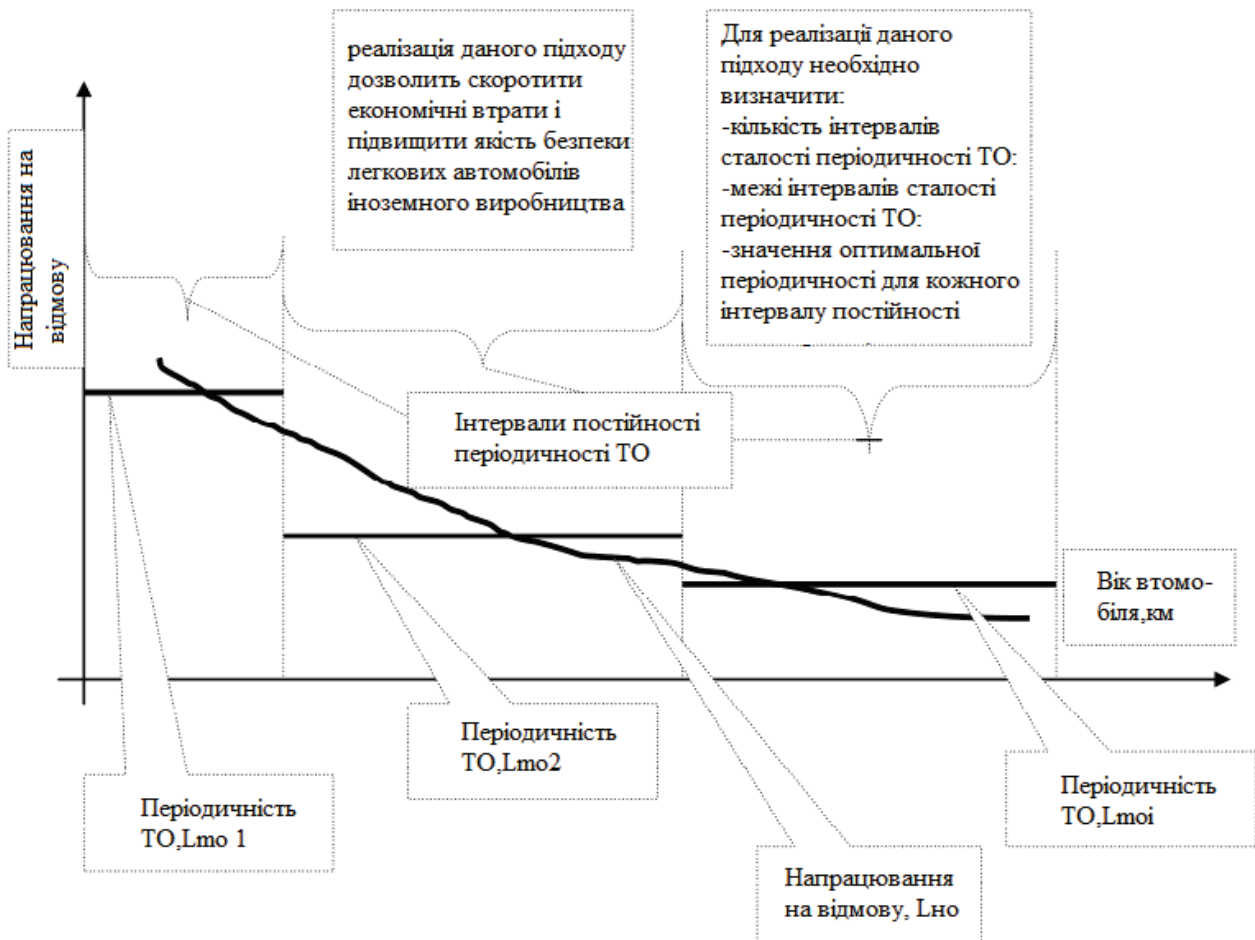 реалізація даного підходу
дозволить скоротити
економічні втрати і
підвищити якість безпеки
легкових автомобілів
іноземного виробництва
Для реалізації даного
підходу необхідно
визначити:
-кількість інтервалів
сталості періодичності ТО:
-межі інтервалів сталості
періодичності ТО:
-значення оптимальної
періодичності для кожного
інтервалу постійності
Напрацювання на
відмову
Інтервали постійності
періодичності ТО
Вік втомо-
біля,км
Періодичність
ТО,Lmo 1
Періодичність
ТО,Lmo2
Напрацювання
на відмову, Lно
Періодичність
ТО,Lmoi